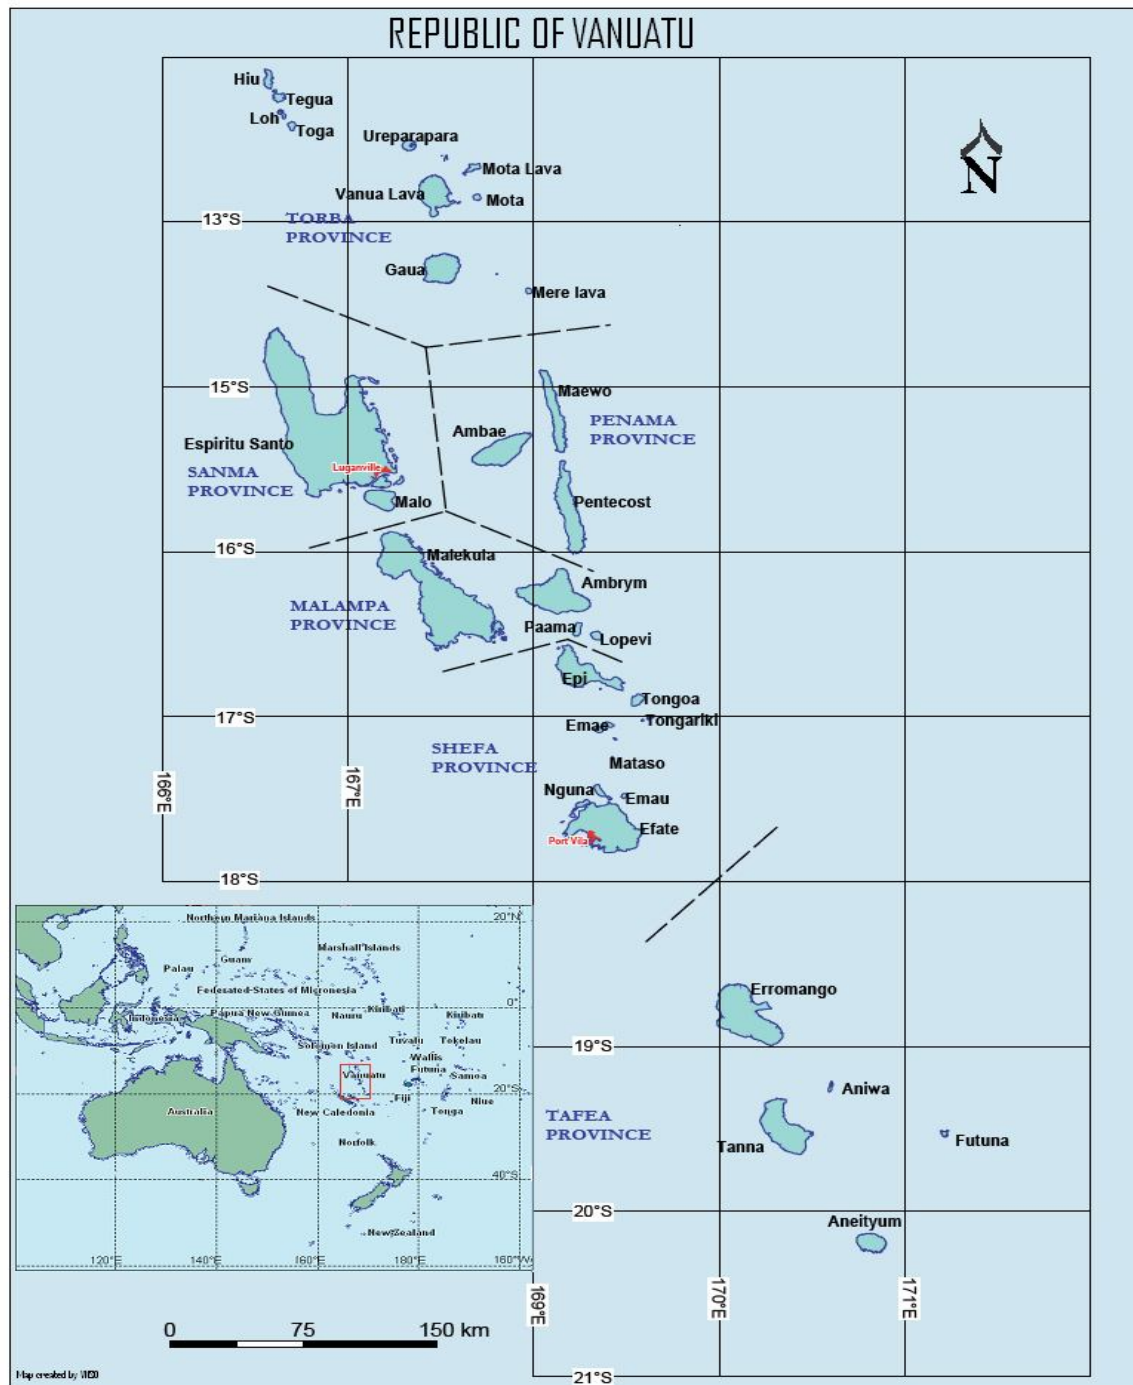 REPUBLIC OF VANUATU
Hiu
Tegua
Loh
Toga
Ureparapara
Mota Lava
Vanua Lava
Mota
N
13°S
TORBA
PROVINCE
Gaua
Mere lava
15°S
Maewo
PENAMA
PROVINCE
Ambae
Espiritu Santo
Luganville
SANMA
PROVINCE
Malo
Pentecost
16°S
Malekula
Ambrym
MALAMPA
PROVINCE
Paama
Lopevi
Epi
Tongoa
17°S
Emae
Tongariki
SHEFA
PROVINCE
Mataso
166°E
167°E
Nguna
Emau
Efate
Port Vila
18°S
Northern Mariana Islands
20°N
Marshall Islands
Guam
Palau
Federated States of Micronesia
0°
Indonesia
Papua New Guinea
Nauru
Kiribati
Kiribati
Solomon Island
Tuvalu
Tokelau
Wallis
Futuna
Vanuatu
Samoa
20°S
Australia
New Caledonia
Fiji
Tonga
Niue
Norfolk
40°S
New Zealand
120°E
140°E
160°E
180°E
160°W
Erromango
19°S
Aniwa
TAFEA
PROVINCE
Tanna
Futuna
20°S
Aneityum
169°E
170°E
171°E
0
75
150 km
21°S
Map created by